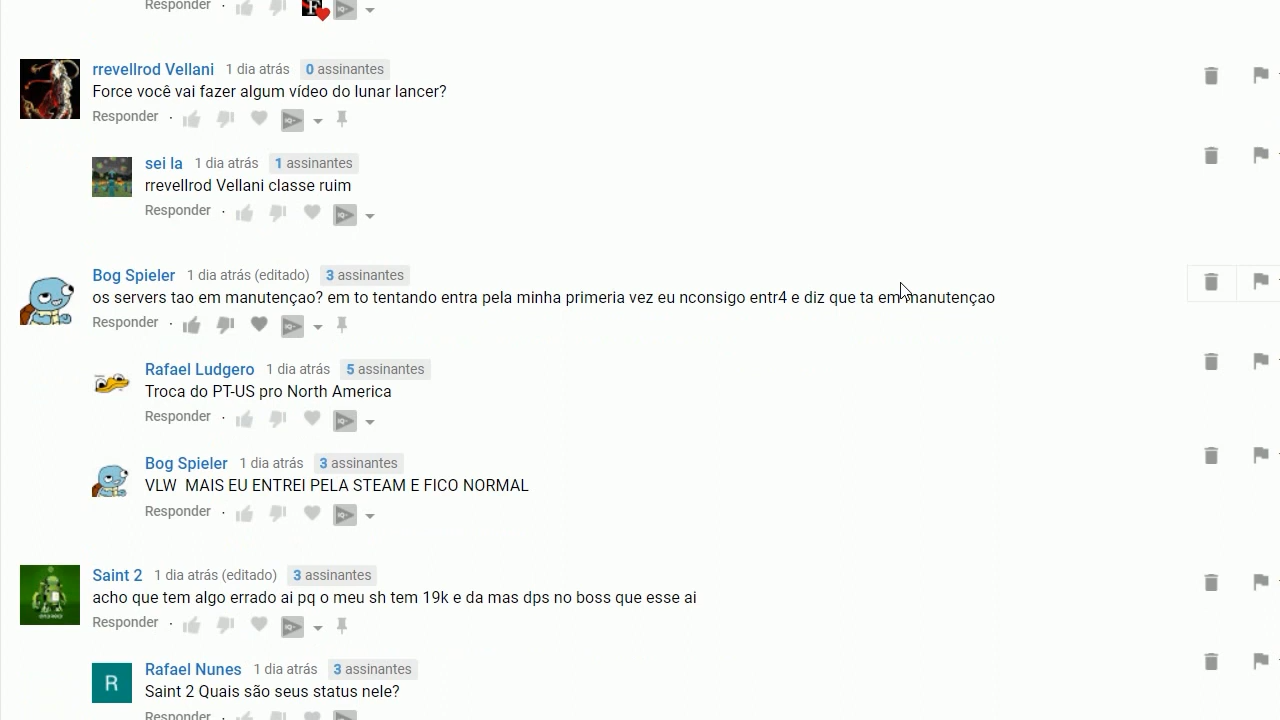 Responder ·
rrevellrod Vellani 1 dia atrás 0 assinantes
Force você vai fazer algum vídeo do lunar lancer?
Responder ·
sei la 1 dia atrás 1 assinantes
rrevellrod Vellani classe ruim
Responder ·
Bog Spieler 1 dia atrás (editado) 3 assinantes
os servers tao em manutençao? em to tentando entra pela minha primeria vez eu nconsigo entr4 e diz que ta em manutençao
Responder ·
Rafael Ludgero 1 dia atrás 5 assinantes
Troca do PT-US pro North America
Responder ·
Bog Spieler 1 dia atrás 3 assinantes
VLW MAIS EU ENTREI PELA STEAM E FICO NORMAL
Responder ·
Saint 2 1 dia atrás (editado) 3 assinantes
acho que tem algo errado ai pq o meu sh tem 19k e da mas dps no boss que esse ai
Responder ·
R
Rafael Nunes 1 dia atrás 3 assinantes
Saint 2 Quais são seus status nele?
Responder ·